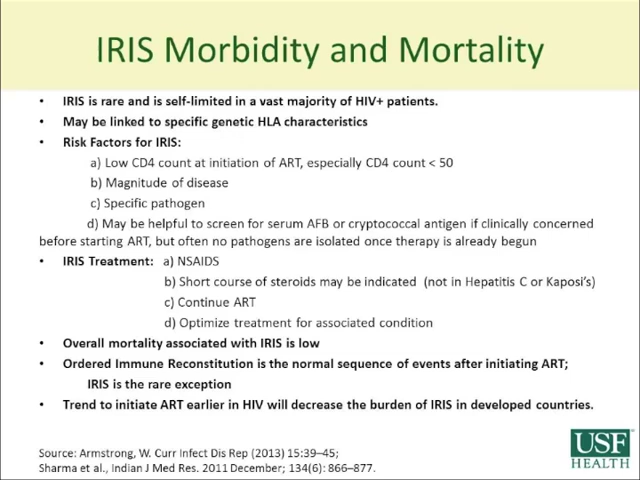 IRIS Morbidity and Mortality
• IRIS is rare and is self-limited in a vast majority of HIV+ patients.
• May be linked to specific genetic HLA characteristics
• Risk Factors for IRIS:
a) Low CD4 count at initiation of ART, especially CD4 count < 50
b) Magnitude of disease
c) Specific pathogen
d) May be helpful to screen for serum AFB or cryptococcal antigen if clinically concerned
before starting ART, but often no pathogens are isolated once therapy is already begun
• IRIS Treatment: a) NSAIDS
b) Short course of steroids may be indicated (not in Hepatitis C or Kaposi’s)
c) Continue ART
d) Optimize treatment for associated condition
• Overall mortality associated with IRIS is low
• Ordered Immune Reconstitution is the normal sequence of events after initiating ART;
IRIS is the rare exception
• Trend to initiate ART earlier in HIV will decrease the burden of IRIS in developed countries.
Source: Armstrong, W. Curr Infect Dis Rep (2013) 15:39–45;
Sharma et al., Indian J Med Res. 2011 December; 134(6): 866–877.
USF
HEALTH